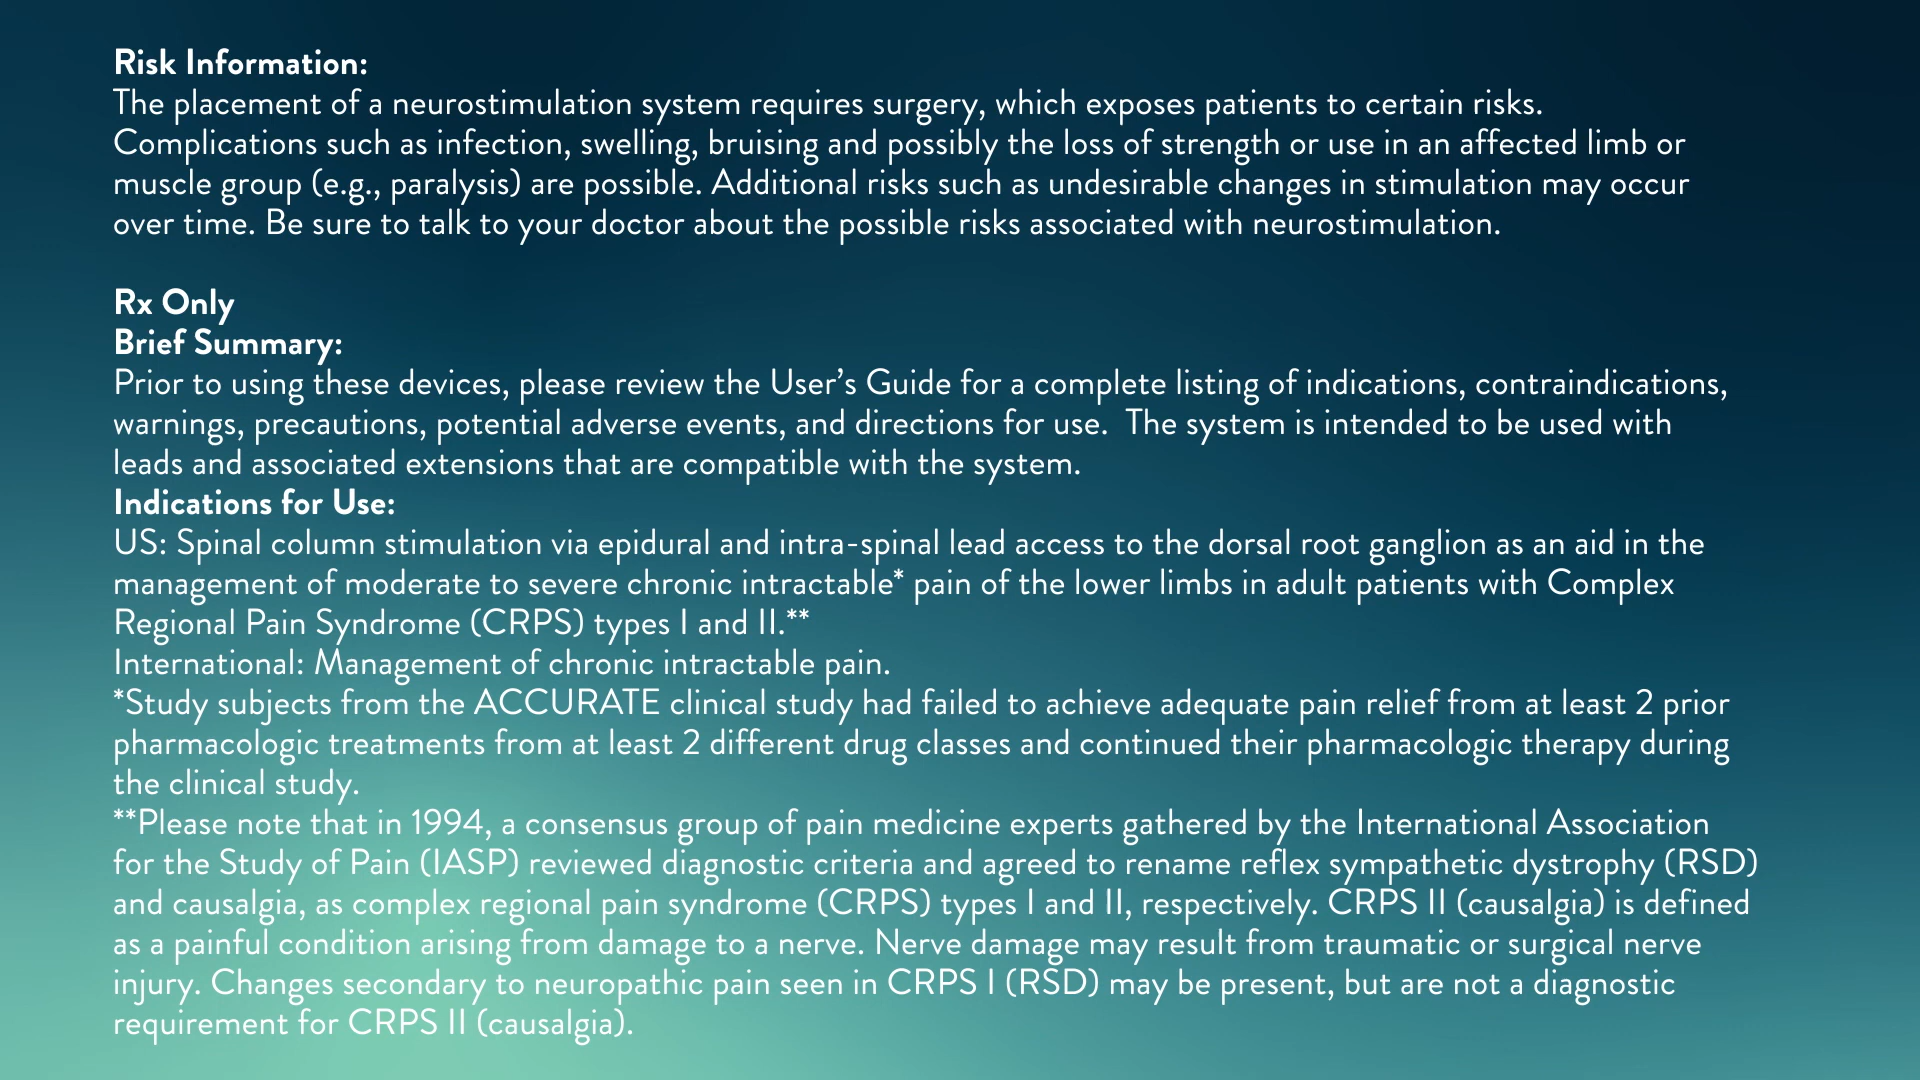 Risk Information:
The placement of a neurostimulation system requires surgery, which exposes patients to certain risks.
Complications such as infection, swelling, bruising and possibly the loss of strength or use in an affected limb or
muscle group (e.g., paralysis) are possible. Additional risks such as undesirable changes in stimulation may occur
over time. Be sure to talk to your doctor about the possible risks associated with neurostimulation.
Rx Only
Brief Summary:
Prior to using these devices, please review the User’s Guide for a complete listing of indications, contraindications,
warnings, precautions, potential adverse events, and directions for use.  The system is intended to be used with
leads and associated extensions that are compatible with the system.
Indications for Use:
US: Spinal column stimulation via epidural and intra-spinal lead access to the dorsal root ganglion as an aid in the
management of moderate to severe chronic intractable* pain of the lower limbs in adult patients with Complex
Regional Pain Syndrome (CRPS) types I and II.**
International: Management of chronic intractable pain.
*Study subjects from the ACCURATE clinical study had failed to achieve adequate pain relief from at least 2 prior
pharmacologic treatments from at least 2 different drug classes and continued their pharmacologic therapy during
the clinical study.
**Please note that in 1994, a consensus group of pain medicine experts gathered by the International Association
for the Study of Pain (IASP) reviewed diagnostic criteria and agreed to rename reflex sympathetic dystrophy (RSD)
and causalgia, as complex regional pain syndrome (CRPS) types I and II, respectively. CRPS II (causalgia) is defined
as a painful condition arising from damage to a nerve. Nerve damage may result from traumatic or surgical nerve
injury. Changes secondary to neuropathic pain seen in CRPS I (RSD) may be present, but are not a diagnostic
requirement for CRPS II (causalgia).